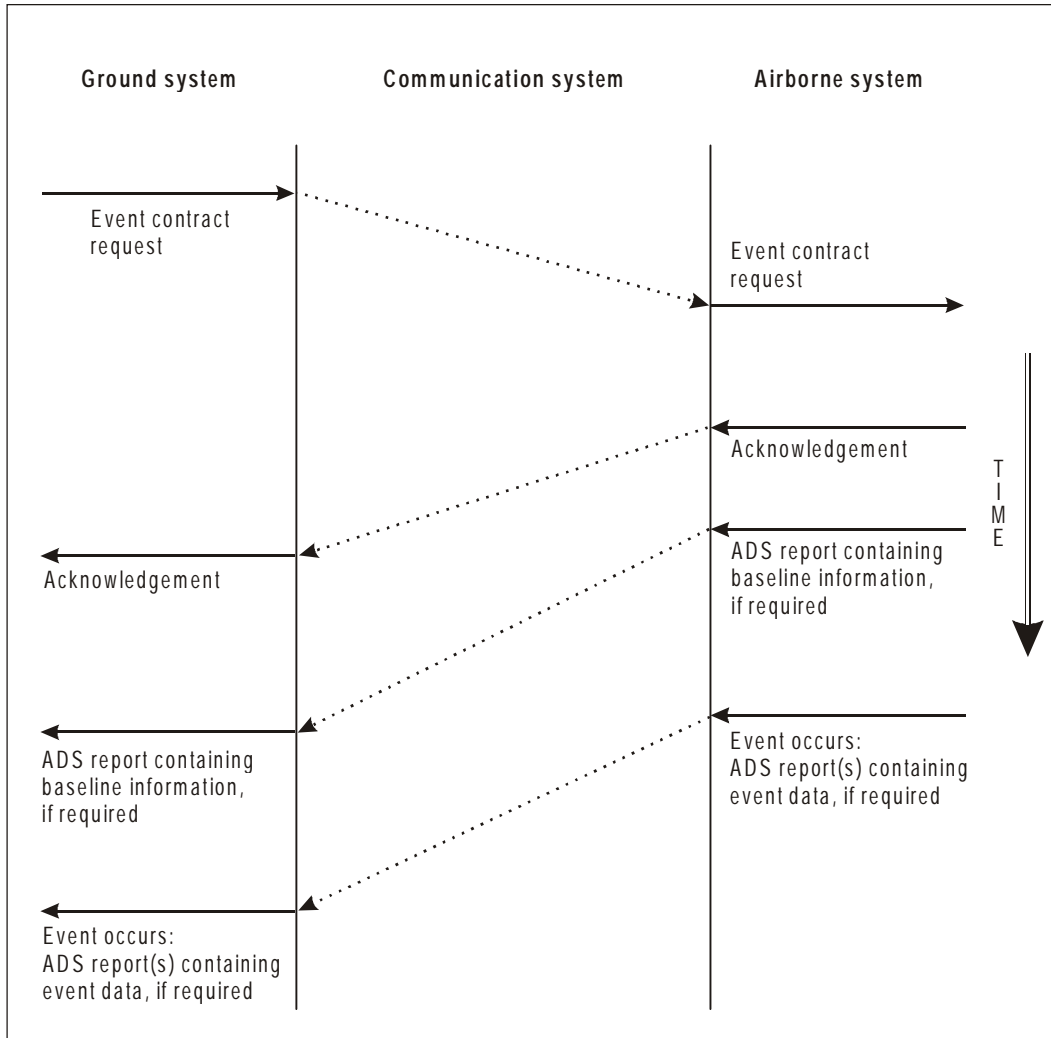 Ground system
Communication system
Airborne system
Event contract
request
Event contract
request
Acknowledgement
TIME
Acknowledgement
ADS report containing
baseline information,
if required
ADS report containing
baseline information,
if required
Event occurs:
ADS report(s) containing
event data, if required
Event occurs:
ADS report(s) containing
event data, if required